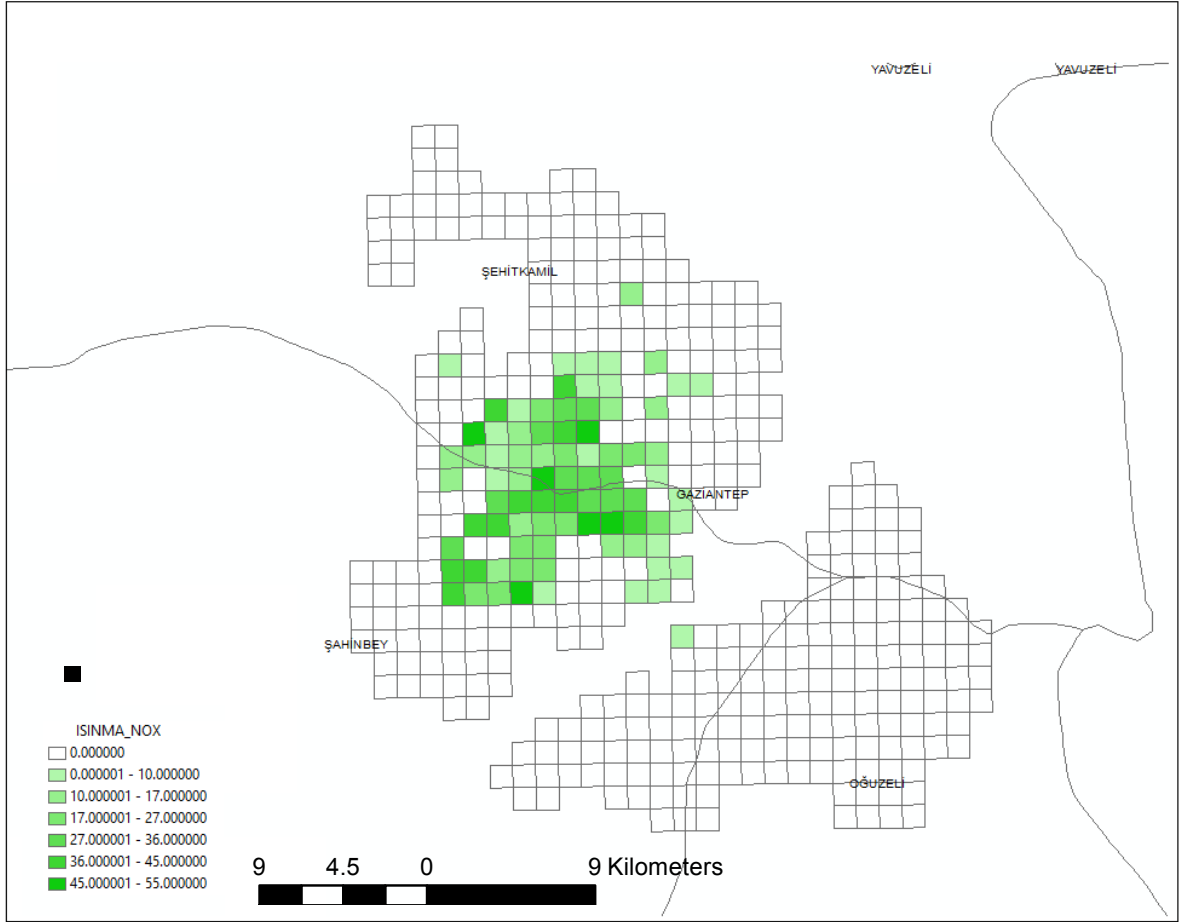 YAVUZELİ YAVUZELİ
ŞEHİTKAMİL
GAZİANTEP
ŞAHİNBEY
OĞUZELİ
ISINMA_NOX
0.000000
0.000001 - 10.000000
10.000001 - 17.000000
17.000001 - 27.000000
27.000001 - 36.000000
36.000001 - 45.000000
45.000001 - 55.000000
9 4.5 0 9 Kilometers